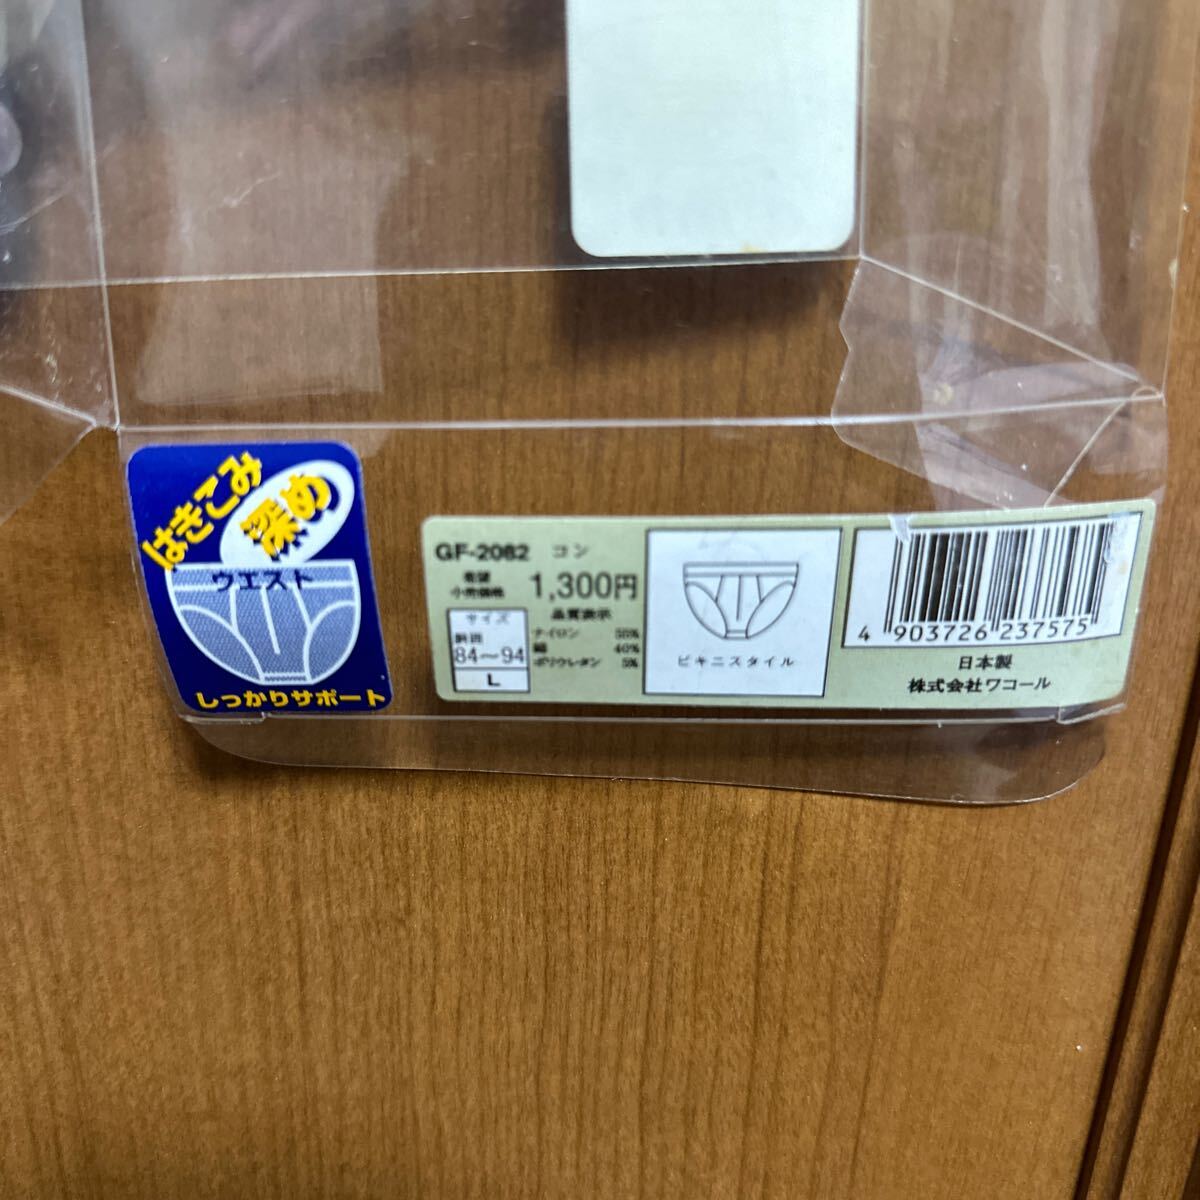 はきこみ
深め
ウエスト
しっかりサポート
GF-2082 コン
希望
小売価格 1,300円
サイズ
胴囲
84〜94
L
品質表示
ナイロン 55%
綿 40%
ポリウレタン 5%
ビキニスタイル
4 903726 237575
日本製
株式会社ワコール